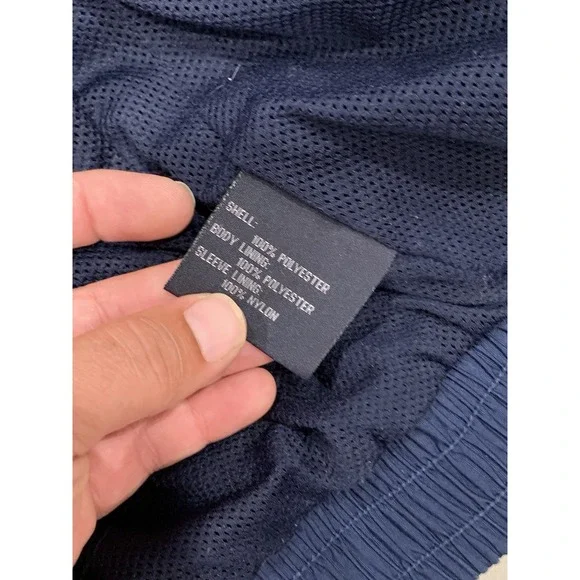 SHELL:
100% POLYESTER
BODY LINING:
100% POLYESTER
SLEEVE LINING:
100% NYLON